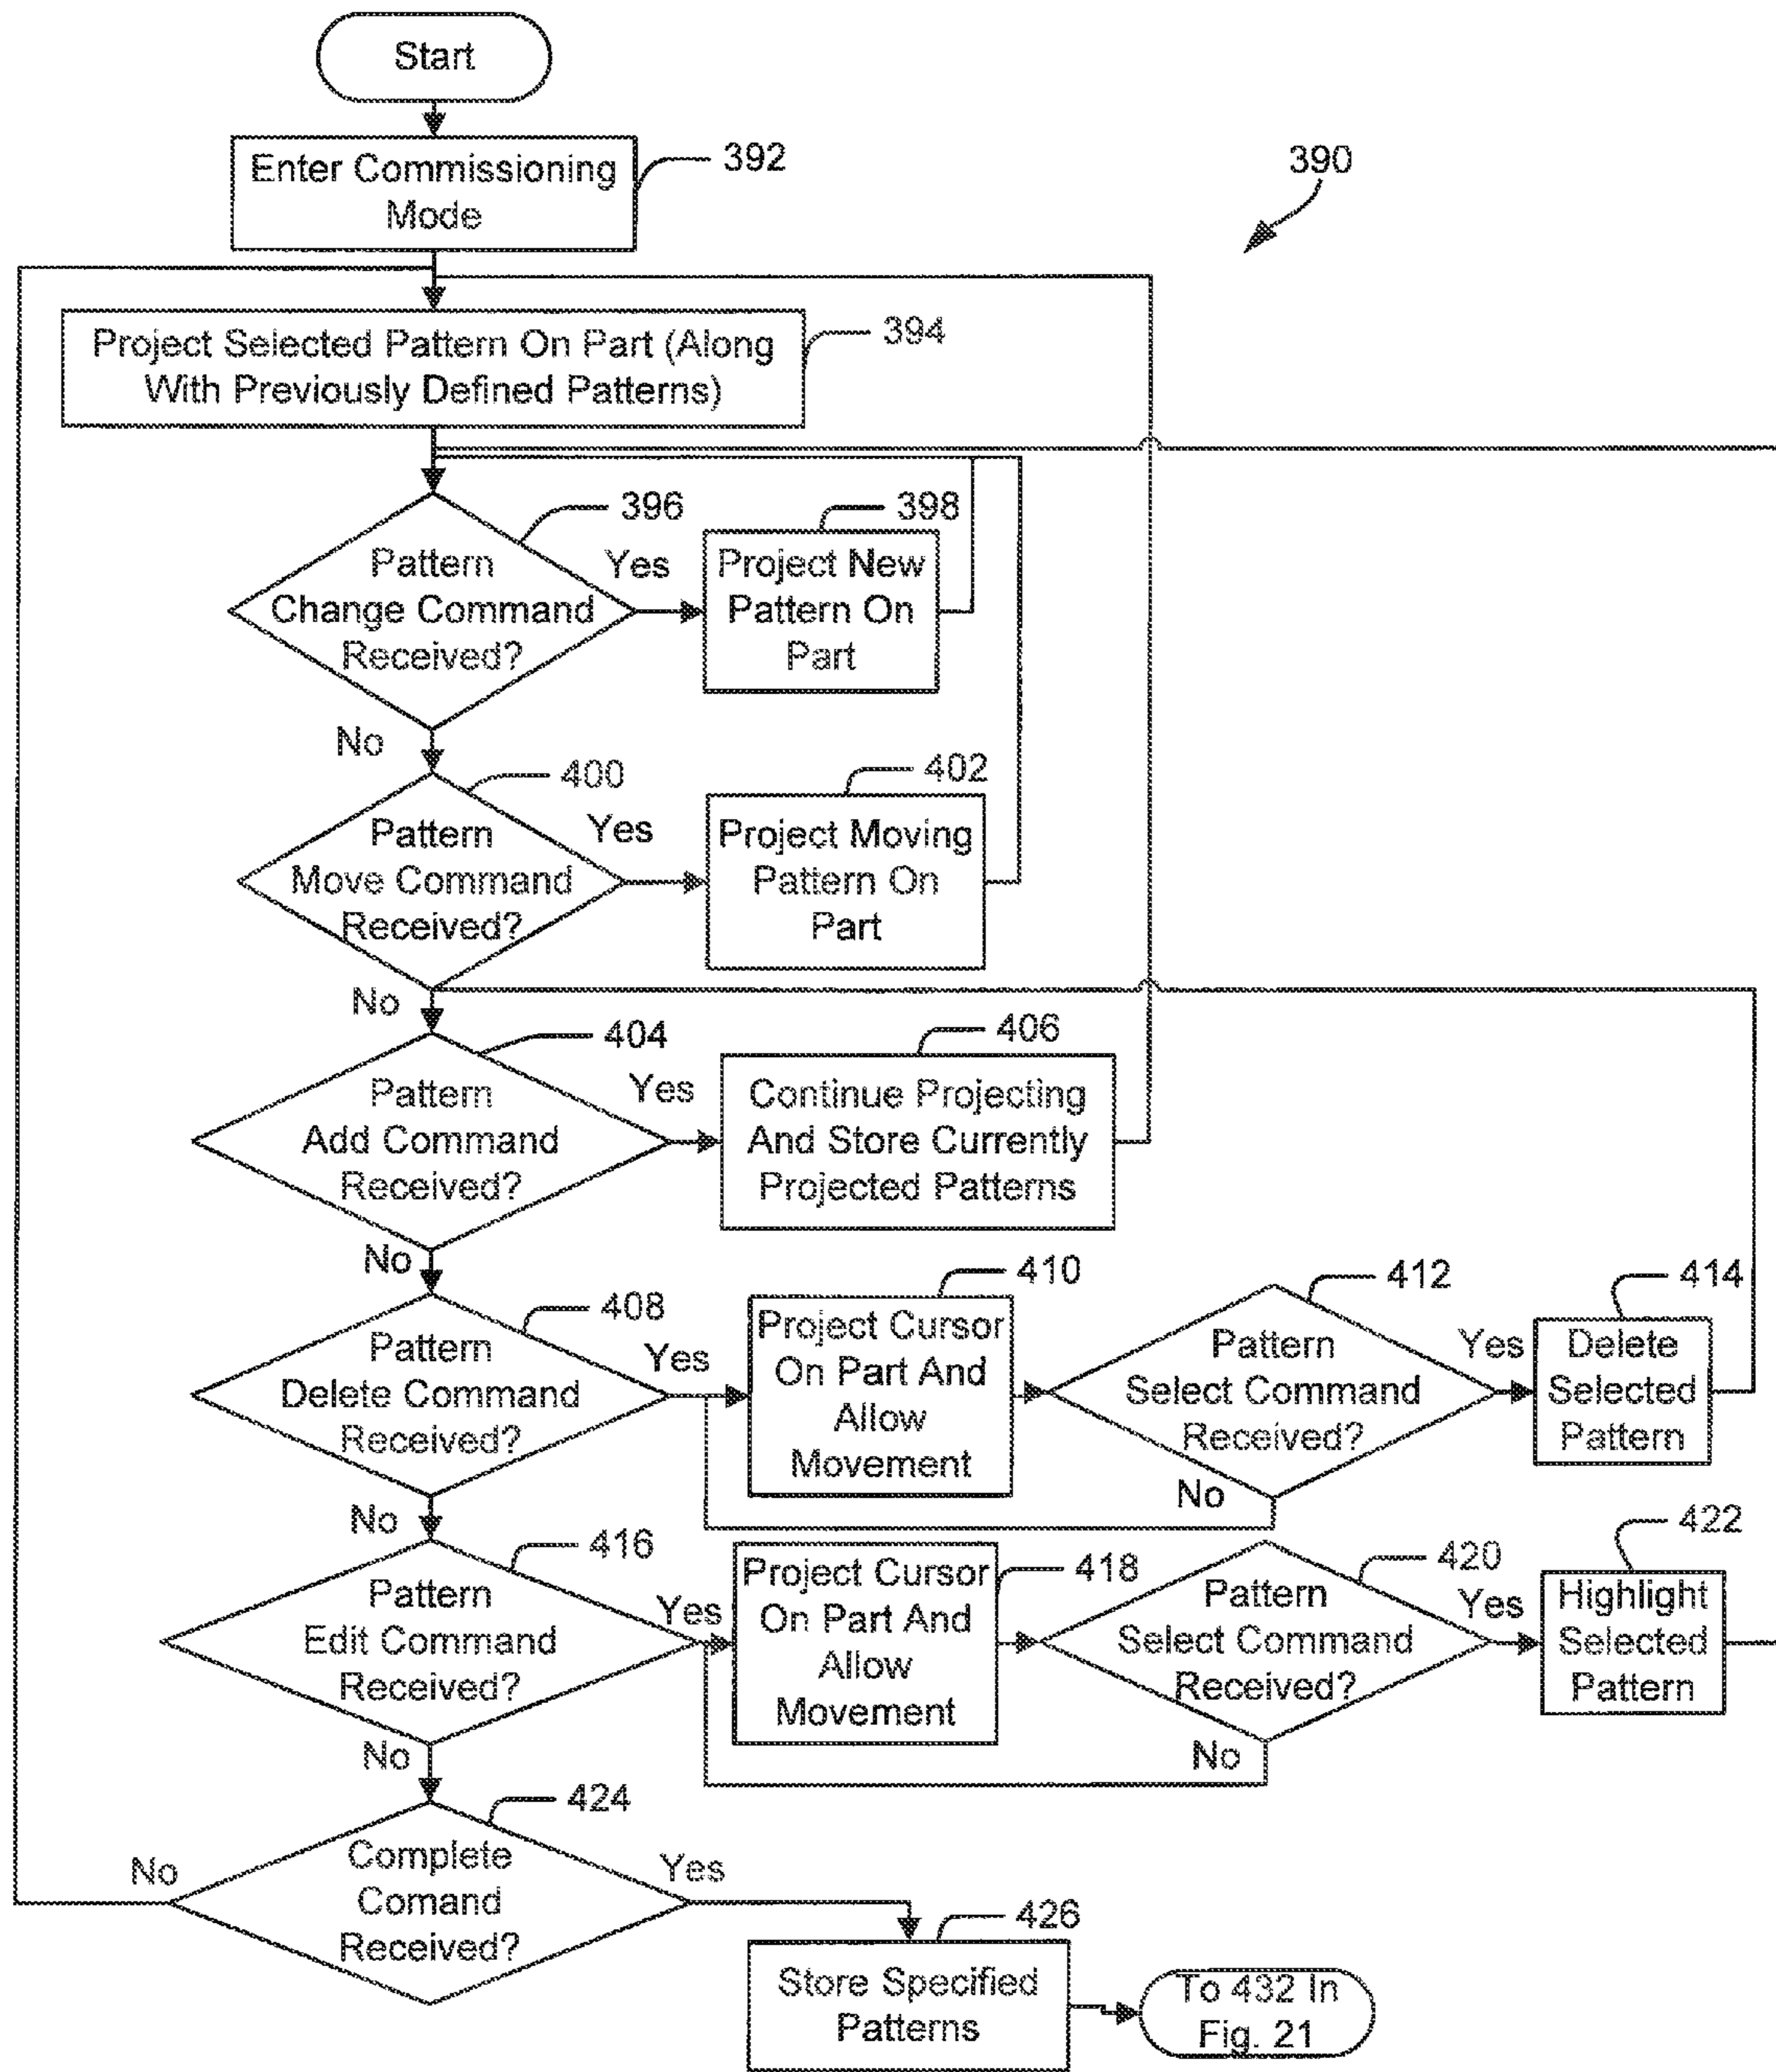 Start
Enter Commissioning
Mode
392
390
Project Selected Pattern On Part (Along
With Previously Defined Patterns)
394
396
Pattern
Change Command
Received?
Yes
398
Project New
Pattern On
Part
No
400
Pattern
Move Command
Received?
Yes
402
Project Moving
Pattern On
Part
No
404
Pattern
Add Command
Received?
Yes
406
Continue Projecting
And Store Currently
Projected Patterns
No
408
Pattern
Delete Command
Received?
Yes
410
Project Cursor
On Part And
Allow
Movement
412
Pattern
Select Command
Received?
Yes
414
Delete
Selected
Pattern
No
No
416
Pattern
Edit Command
Received?
Yes
Project Cursor
On Part And
Allow
Movement
418
420
Pattern
Select Command
Received?
Yes
422
Highlight
Selected
Pattern
No
No
424
Complete
Comand
Received?
No
Yes
426
Store Specified
Patterns
To 432 In
Fig. 21